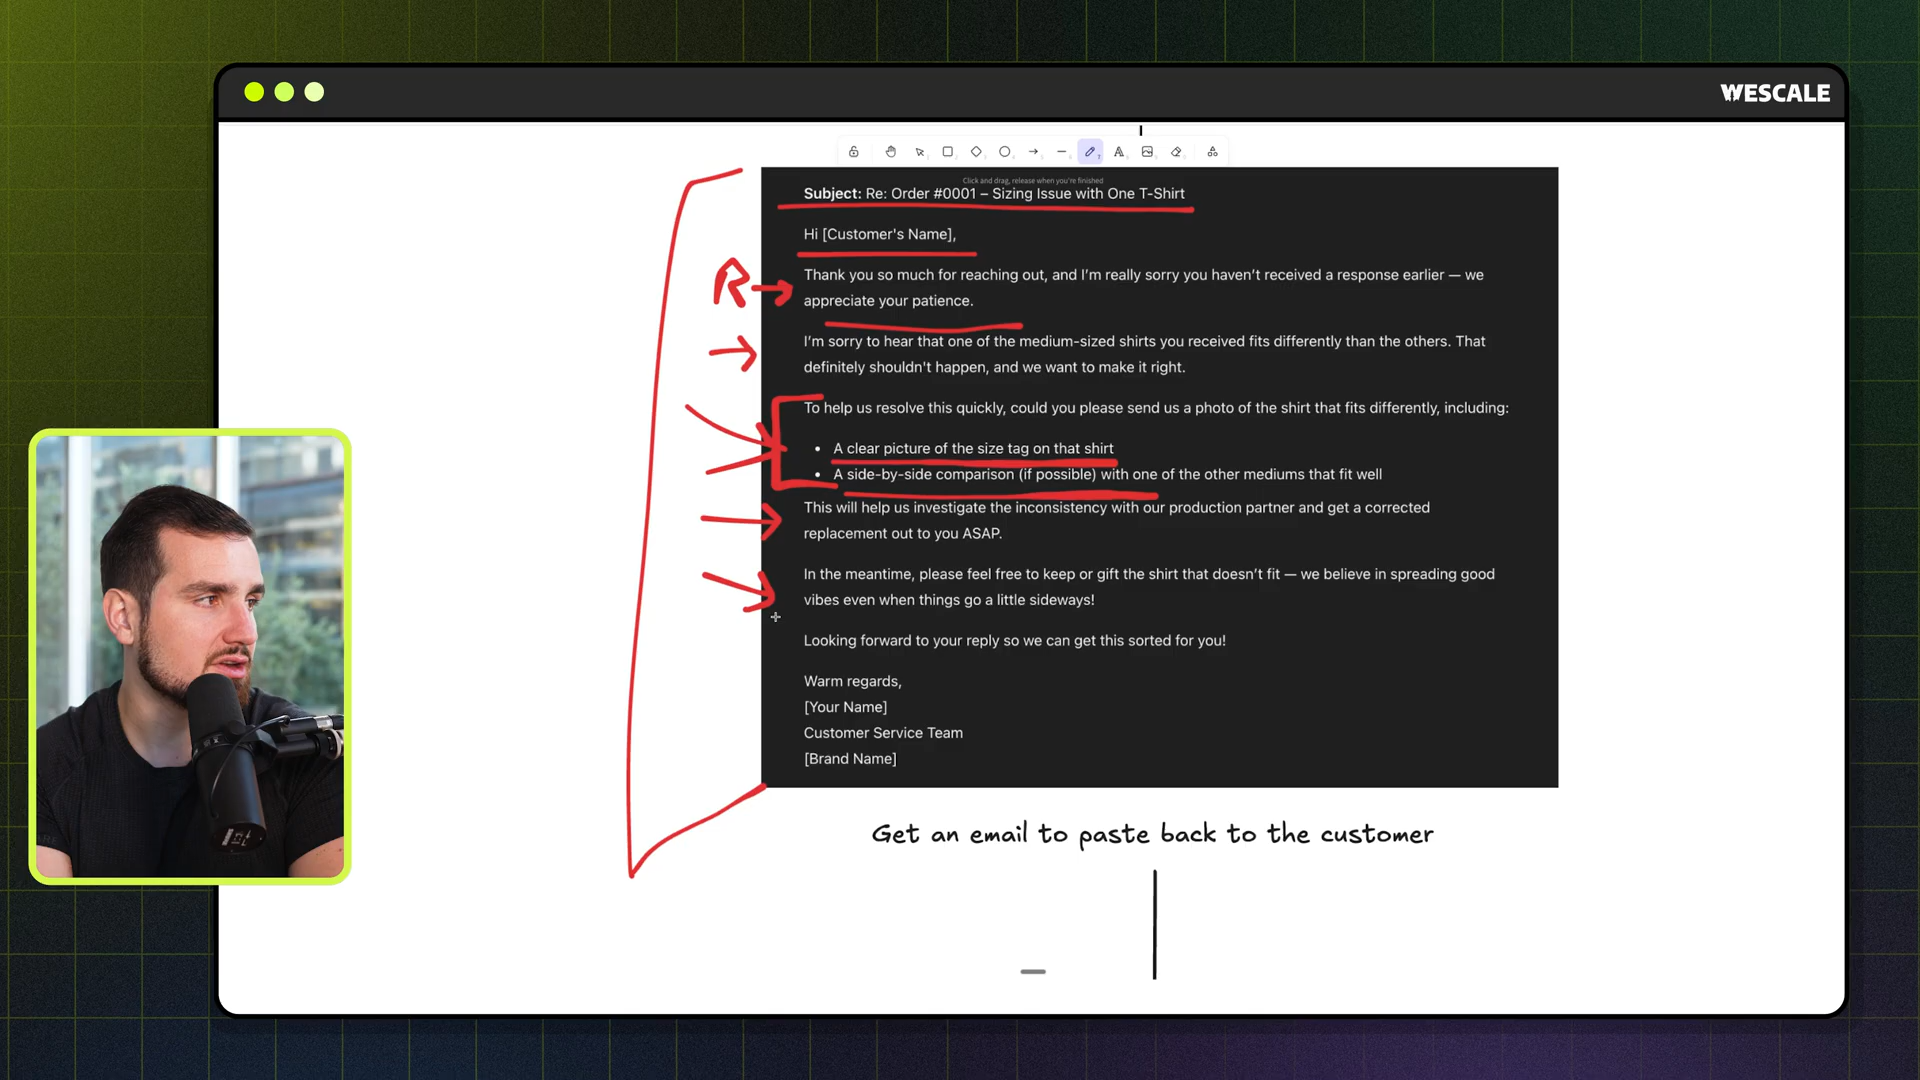 WESCALE
Click and drag, release when you're finished
Subject: Re: Order #0001 – Sizing Issue with One T-Shirt
Hi [Customer's Name],
R
Thank you so much for reaching out, and I’m really sorry you haven’t received a response earlier — we
appreciate your patience.
I’m sorry to hear that one of the medium-sized shirts you received fits differently than the others. That
definitely shouldn't happen, and we want to make it right.
To help us resolve this quickly, could you please send us a photo of the shirt that fits differently, including:
• A clear picture of the size tag on that shirt
• A side-by-side comparison (if possible) with one of the other mediums that fit well
This will help us investigate the inconsistency with our production partner and get a corrected
replacement out to you ASAP.
In the meantime, please feel free to keep or gift the shirt that doesn’t fit — we believe in spreading good
vibes even when things go a little sideways!
Looking forward to your reply so we can get this sorted for you!
Warm regards,
[Your Name]
Customer Service Team
[Brand Name]
Get an email to paste back to the customer